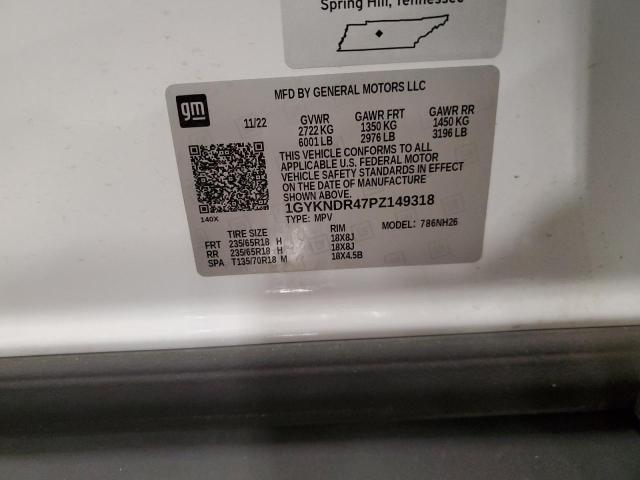 Spring Hill, Tennessee
gm
MFD BY GENERAL MOTORS LLC
11/22
GVWR GAWR FRT GAWR RR
2722 KG 1350 KG 1450 KG
6001 LB 2976 LB 3196 LB
THIS VEHICLE CONFORMS TO ALL
APPLICABLE U.S. FEDERAL MOTOR
VEHICLE SAFETY STANDARDS IN EFFECT
ON THE DATE OF MANUFACTURE
SHOWN ABOVE.
1GYKNDR47PZ149318
140X
TYPE: MPV MODEL: 786NH26
TIRE SIZE RIM
FRT 235/65R18 H 18X8J
RR 235/65R18 H 18X8J
SPA T135/70R18 M 18X4.5B